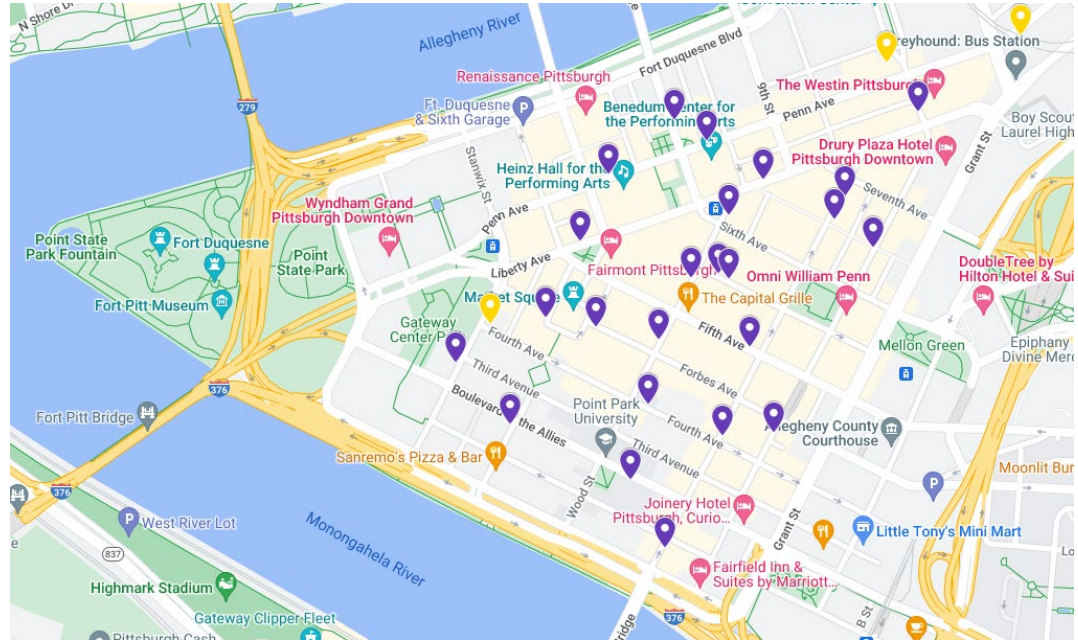 N Shore Dr
Allegheny River
Convention Center
Greyhound: Bus Station
Fort Duquesne Blvd
Renaissance Pittsburgh
The Westin Pittsburgh
279
P
Ft. Duquesne
& Sixth Garage
Benedum Center for
the Performing Arts
9th St
Penn Ave
Boy Scout
Laurel High
Grant St
Drury Plaza Hotel
Pittsburgh Downtown
Stanwix St
Heinz Hall for the
Performing Arts
Seventh Ave
Wyndham Grand
Pittsburgh Downtown
Penn Ave
Sixth Ave
Point State
Park Fountain
Fort Duquesne
Point
State Park
Liberty Ave
Fairmont Pittsburgh
Omni William Penn
DoubleTree by
Hilton Hotel & Sui
Fort Pitt Museum
Market Square
The Capital Grille
Gateway
Center P
Fourth Ave
Fifth Ave
Mellon Green
Epiphany
Divine Merc
Third Avenue
Forbes Ave
376
Fort Pitt Bridge
Boulevard of the Allies
Point Park
University
Fourth Ave
Allegheny County
Courthouse
Third Avenue
Sanremo's Pizza & Bar
Moonlit Bur
376
P
West River Lot
Wood St
P
Joinery Hotel
Pittsburgh, Curio...
Monongahela River
Grant St
Little Tony's Mini Mart
837
Fairfield Inn &
Suites by Marriott...
Highmark Stadium
Gateway Clipper Fleet
376
B St
Pittsburgh Cash